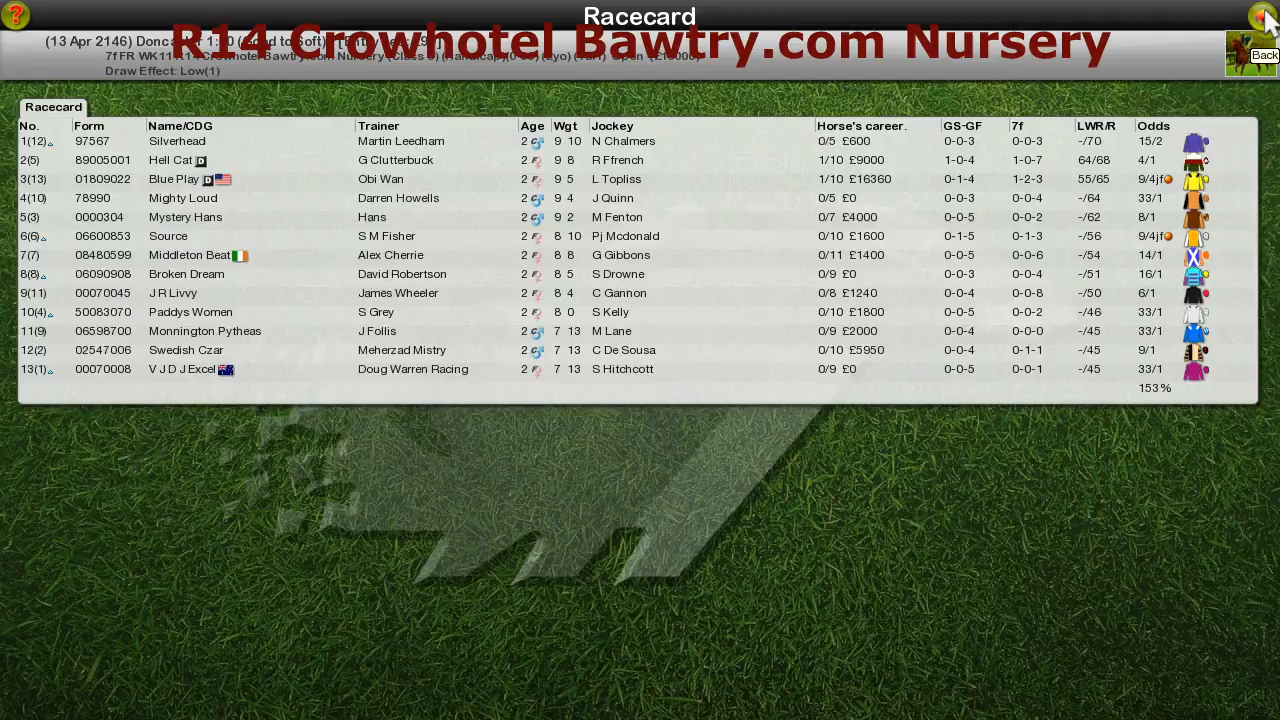 ?
Racecard
R14 Crowhotel Bawtry.com Nursery
(13 Apr 2146)
Draw Effect: Low(1)
Back
Racecard
No. Form Name/CDG Trainer Age Wgt Jockey Horse's career. GS-GF 7f LWR/R Odds
1(12) 97567 Silverhead Martin Leedham 2 9 10 N Chalmers 0/5 £600 0-0-3 0-0-3 -/70 15/2
2(5) 89005001 Hell Cat D G Clutterbuck 2 9 8 R Ffrench 1/10 £9000 1-0-4 1-0-7 64/68 4/1
3(13) 01809022 Blue Play D Obi Wan 2 9 5 L Topliss 1/10 £16360 0-1-4 1-2-3 55/65 9/4jf
4(10) 78990 Mighty Loud Darren Howells 2 9 4 J Quinn 0/5 £0 0-0-3 0-0-4 -/64 33/1
5(3) 0000304 Mystery Hans Hans 2 9 2 M Fenton 0/7 £4000 0-0-5 0-0-2 -/62 8/1
6(6) 06600853 Source S M Fisher 2 8 10 Pj Mcdonald 0/10 £1600 0-1-5 0-1-3 -/56 9/4jf
7(7) 08480599 Middleton Beat Alex Cherrie 2 8 8 G Gibbons 0/11 £1400 0-0-5 0-0-6 -/54 14/1
8(8) 06090908 Broken Dream David Robertson 2 8 5 S Drowne 0/9 £0 0-0-3 0-0-4 -/51 16/1
9(11) 00070045 J R Livvy James Wheeler 2 8 4 C Gannon 0/8 £1240 0-0-4 0-0-8 -/50 6/1
10(4) 50083070 Paddys Women S Grey 2 8 0 S Kelly 0/10 £1800 0-0-4 0-0-2 -/46 33/1
11(9) 06598700 Monnington Pytheas J Follis 2 7 13 M Lane 0/9 £2000 0-0-4 0-0-0 -/45 33/1
12(2) 02547006 Swedish Czar Meherzad Mistry 2 7 13 C De Sousa 0/10 £5950 0-0-4 0-1-1 -/45 9/1
13(1) 00070008 V J D J Excel Doug Warren Racing 2 7 13 S Hitchcott 0/9 £0 0-0-5 0-0-1 -/45 33/1
153%